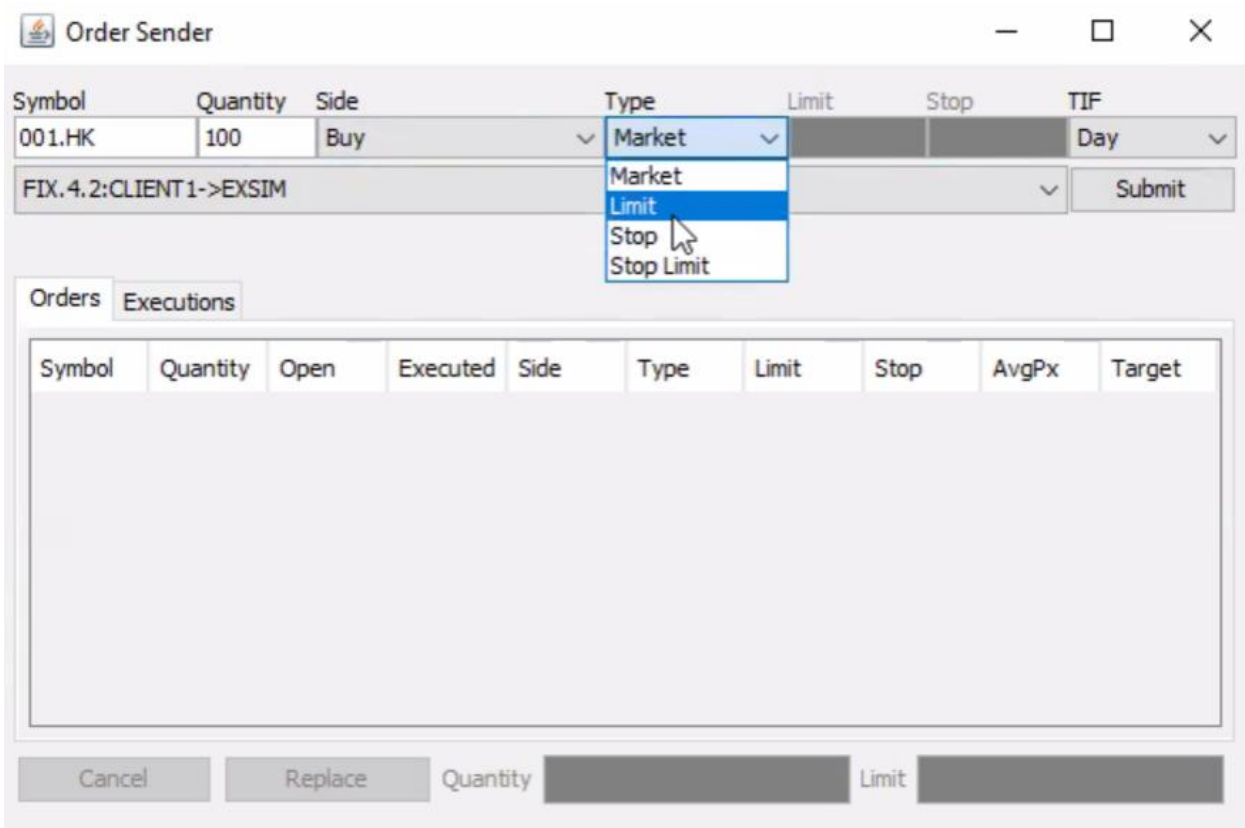 Order Sender
Symbol Quantity Side Type Limit Stop TIF
001.HK 100 Buy Market Day
FIX.4.2:CLIENT1->EXSIM Submit
Market
Limit
Stop
Stop Limit
Orders Executions
Symbol Quantity Open Executed Side Type Limit Stop AvgPx Target
Cancel Replace Quantity Limit